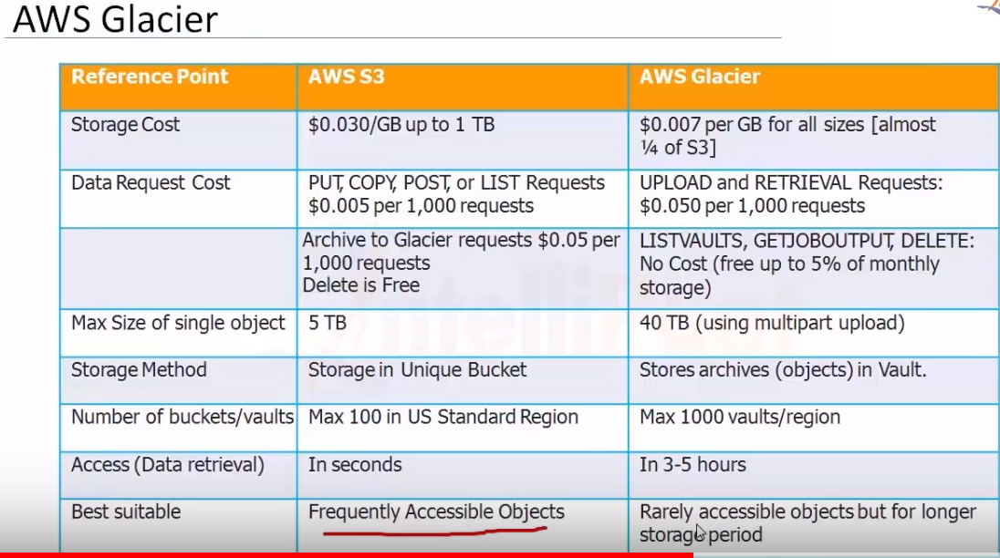 AWS Glacier
Reference Point
AWS S3
AWS Glacier
Storage Cost
$0.030/GB up to 1 TB
$0.007 per GB for all sizes [almost
¼ of S3]
Data Request Cost
PUT, COPY, POST, or LIST Requests
$0.005 per 1,000 requests
UPLOAD and RETRIEVAL Requests:
$0.050 per 1,000 requests
Archive to Glacier requests $0.05 per
1,000 requests
Delete is Free
LISTVAULTS, GETJOBOUTPUT, DELETE:
No Cost (free up to 5% of monthly
storage)
Max Size of single object
5 TB
40 TB (using multipart upload)
Storage Method
Storage in Unique Bucket
Stores archives (objects) in Vault.
Number of buckets/vaults
Max 100 in US Standard Region
Max 1000 vaults/region
Access (Data retrieval)
In seconds
In 3-5 hours
Best suitable
Frequently Accessible Objects
Rarely accessible objects but for longer
storage period